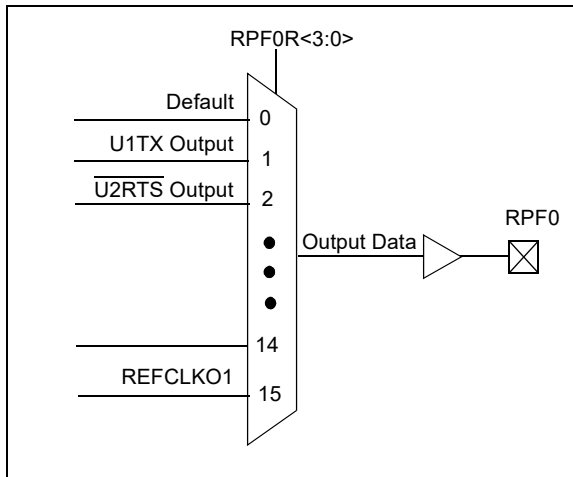 RPF0R<3:0>
Default
0
U1TX Output
1
U2RTS Output
2
RPF0
Output Data
14
REFCLKO1
15